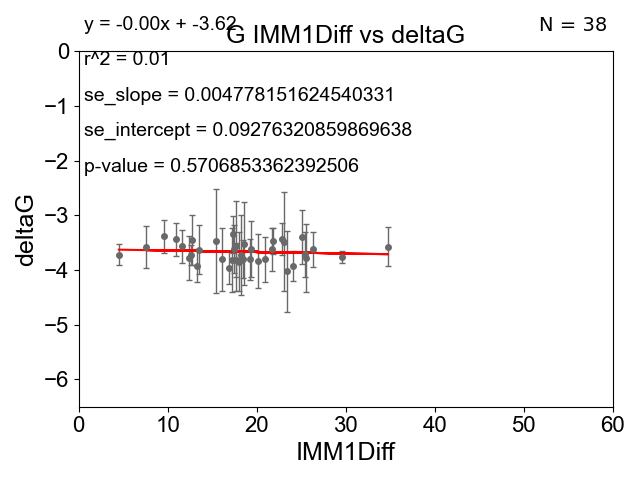 y = -0.00x + -3.62
G IMM1Diff vs deltaG
N = 38
r^2 = 0.01
se_slope = 0.004778151624540331
se_intercept = 0.09276320859869638
p-value = 0.5706853362392506
0
−1
−2
−3
−4
−5
−6
deltaG
0 10 20 30 40 50 60
IMM1Diff